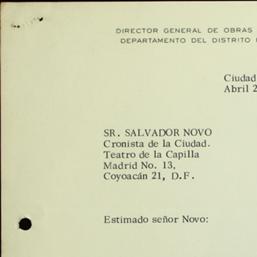 DIRECTOR GENERAL DE OBRAS
DEPARTAMENTO DEL DISTRITO
Ciudad
Abril 2
SR. SALVADOR NOVO
Cronista de la Ciudad.
Teatro de la Capilla
Madrid No. 13,
Coyoacán 21, D.F.
Estimado señor Novo: